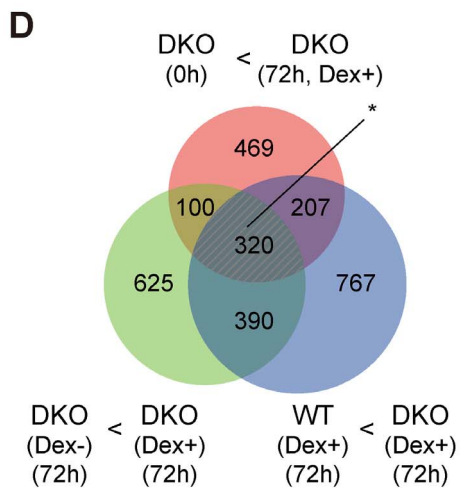 D
DKO < DKO
(0h) (72h, Dex+)
*
469
100 207
320
625 767
390
DKO < DKO WT < DKO
(Dex-) (Dex+) (Dex+) (Dex+)
(72h) (72h) (72h) (72h)